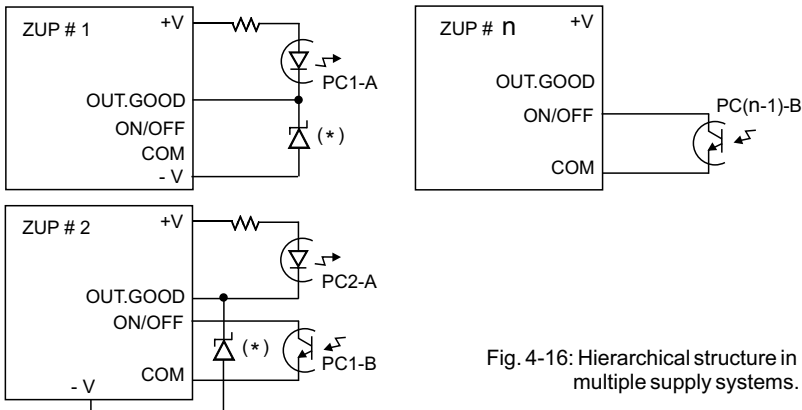 ZUP # 1
+V
PC1-A
OUT.GOOD
ON/OFF
(*)
COM
- V
ZUP # n
+V
OUT.GOOD
ON/OFF
PC(n-1)-B
COM
ZUP # 2
+V
PC2-A
OUT.GOOD
ON/OFF
(*)
PC1-B
COM
- V
Fig. 4-16: Hierarchical structure in
multiple supply systems.